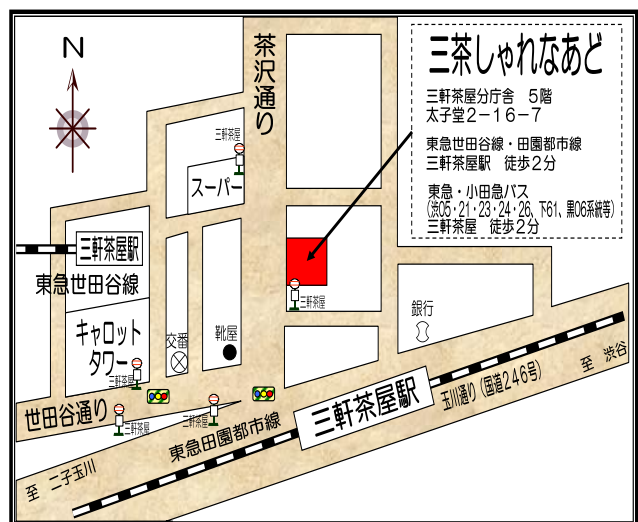 N
茶沢通り
三茶しゃれなあど
三軒茶屋分庁舎 5階
太子堂2-16-7
東急世田谷線・田園都市線
三軒茶屋駅 徒歩2分
東急・小田急バス
(渋05・21・23・24・26、下61、黒06系統等)
三軒茶屋 徒歩2分
三軒茶屋
スーパー
三軒茶屋駅
東急世田谷線
三軒茶屋
銀行
キャロット
タワー
交番
靴屋
三軒茶屋
世田谷通り
三軒茶屋
三軒茶屋
東急田園都市線
三軒茶屋駅
玉川通り(国道246号)
至 渋谷
至 二子玉川